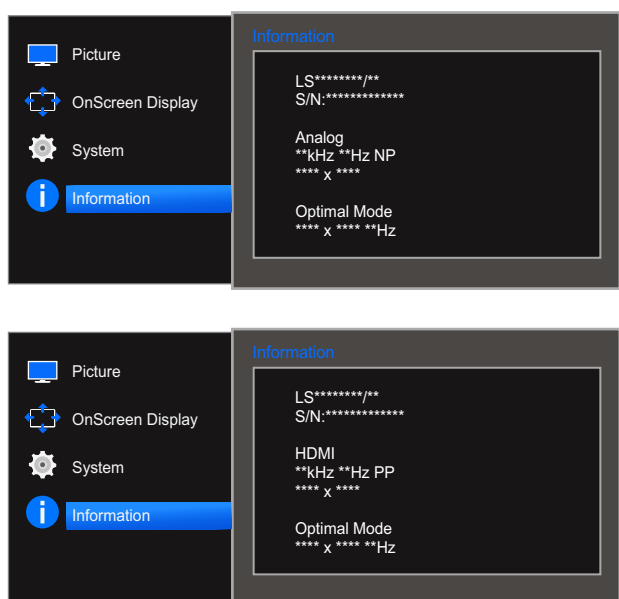 Picture
OnScreen Display
System
Information
Information
LS********/**
S/N:*************
Analog
**kHz **Hz NP
**** x ****
Optimal Mode
**** x **** **Hz
Picture
OnScreen Display
System
Information
Information
LS********/**
S/N:*************
HDMI
**kHz **Hz PP
**** x ****
Optimal Mode
**** x **** **Hz